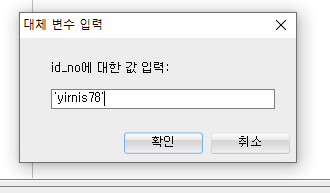 대체 변수 입력
id_no에 대한 값 입력:
'yirnis78'
확인 취소